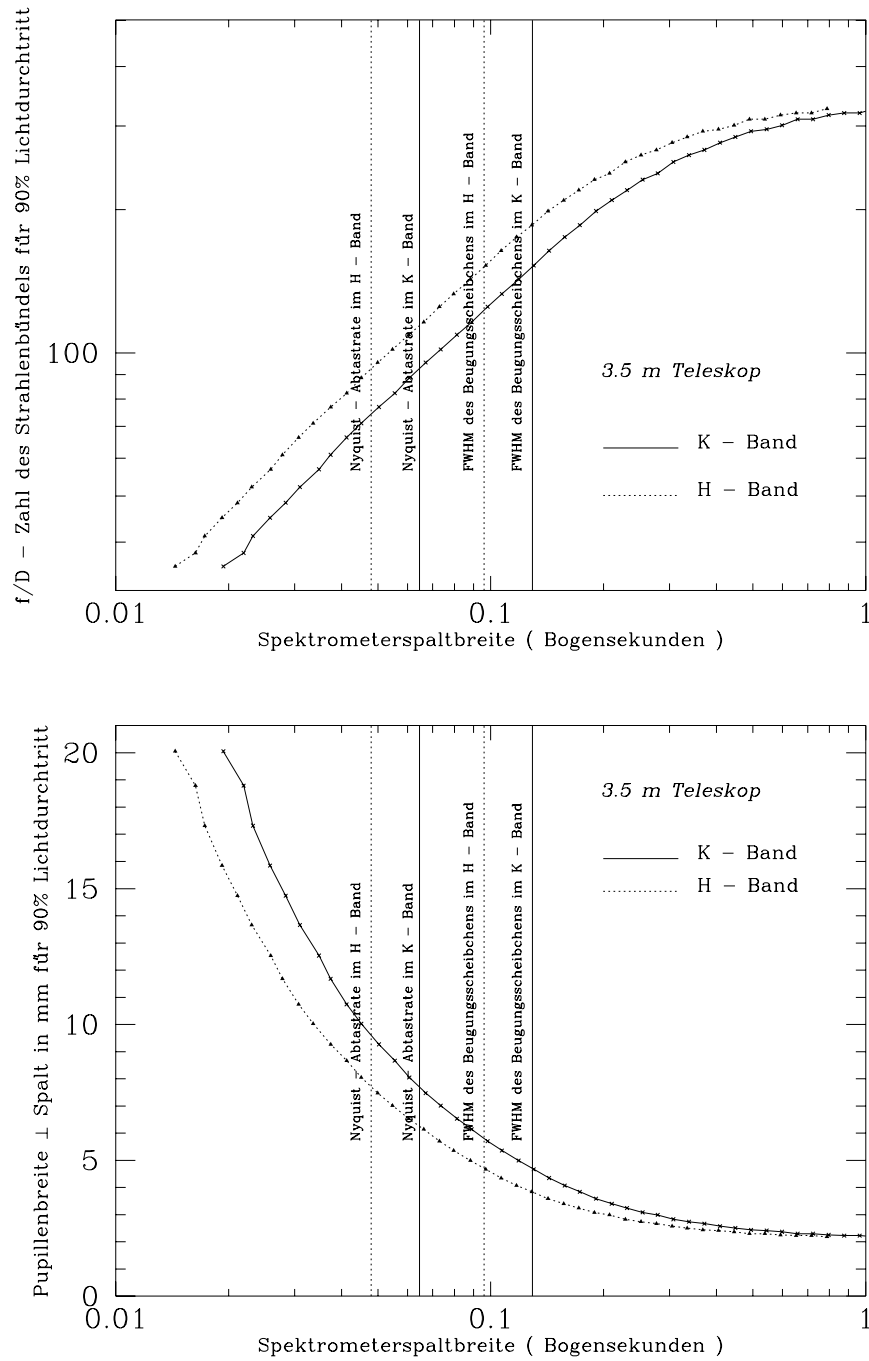 f/D – Zahl des Strahlenbündels für 90% Lichtdurchtritt
100
Nyquist – Abtastrate im H – Band
Nyquist – Abtastrate im K – Band
FWHM des Beugungsscheibchens im H – Band
FWHM des Beugungsscheibchens im K – Band
3.5 m Teleskop
K – Band
H – Band
0.01
0.1
1
Spektrometerspaltbreite ( Bogensekunden )
Pupillenbreite ⊥ Spalt in mm für 90% Lichtdurchtritt
20
15
10
5
0
Nyquist – Abtastrate im H – Band
Nyquist – Abtastrate im K – Band
FWHM des Beugungsscheibchens im H – Band
FWHM des Beugungsscheibchens im K – Band
3.5 m Teleskop
K – Band
H – Band
0.01
0.1
1
Spektrometerspaltbreite ( Bogensekunden )